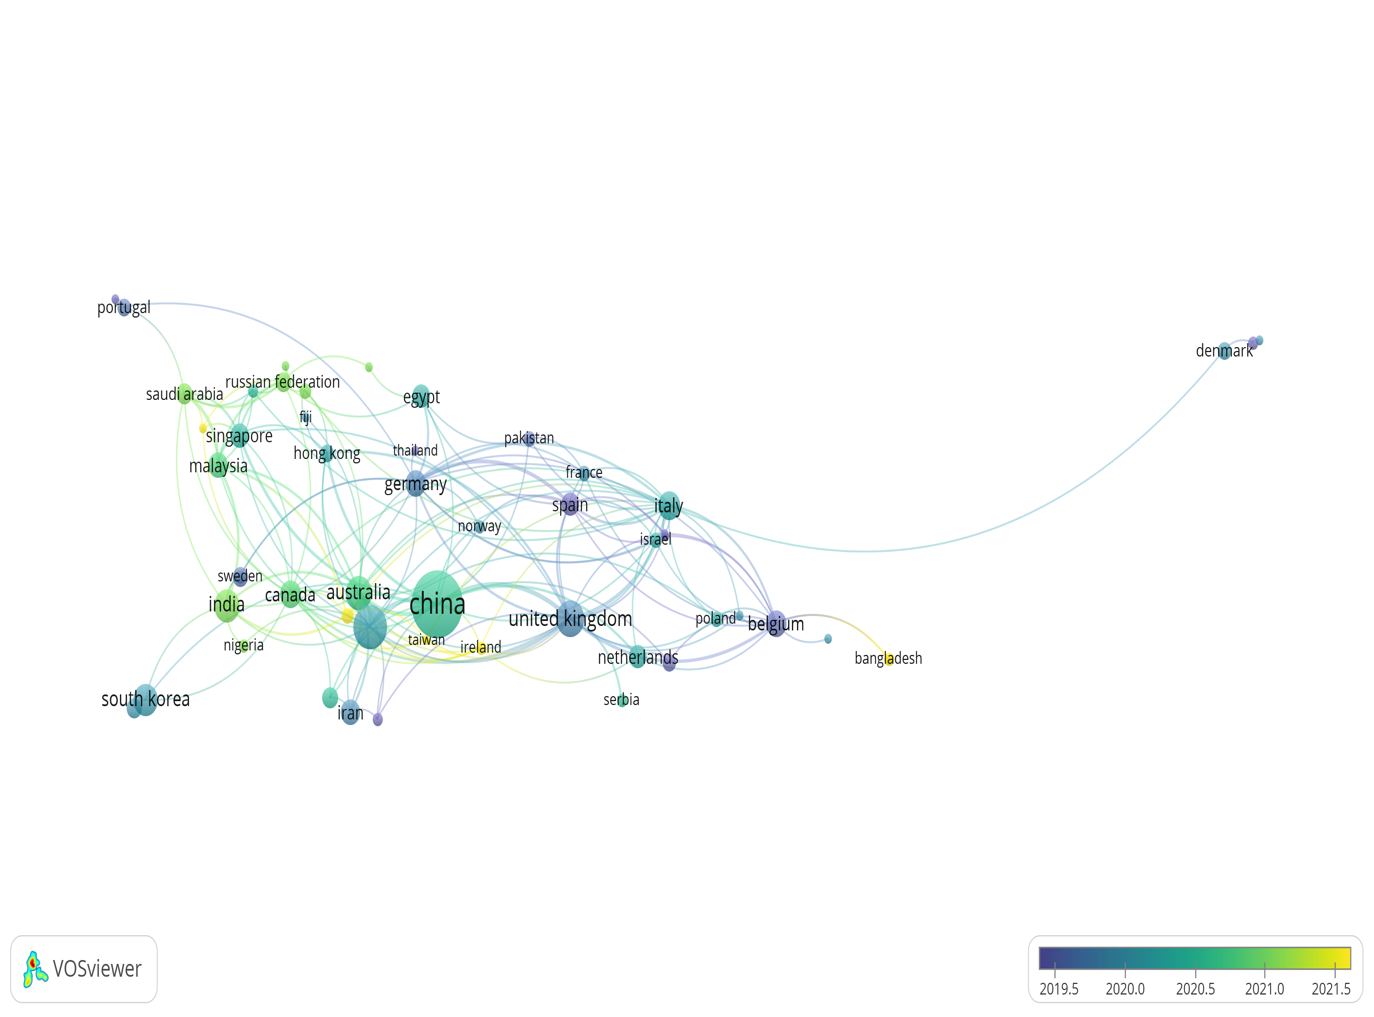 portugal
denmark
russian federation
saudi arabia
egypt
fiji
singapore
pakistan
thailand
hong kong
malaysia
france
germany
spain
italy
norway
israel
sweden
canada
australia
india
china
united kingdom
poland
belgium
taiwan
nigeria
ireland
netherlands
bangladesh
south korea
serbia
iran
VOSviewer
2019.5 2020.0 2020.5 2021.0 2021.5